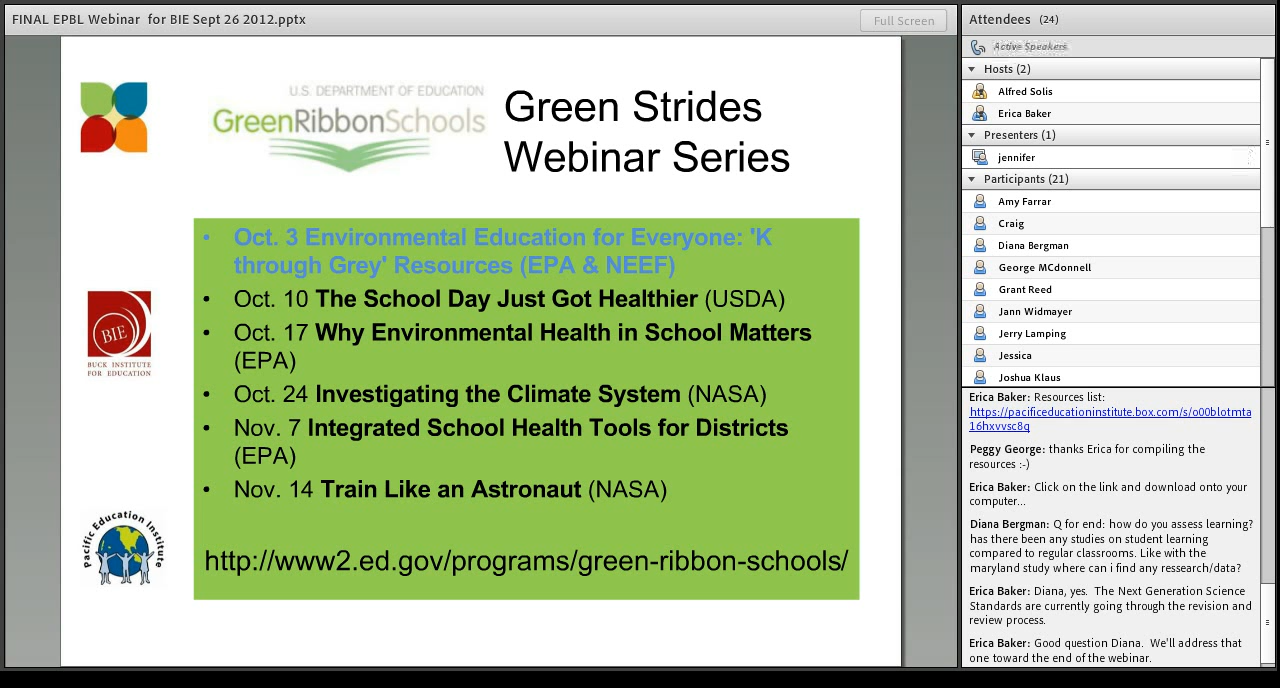 FINAL EPBL Webinar  for BIE Sept 26 2012.pptx
Full Screen
U.S. DEPARTMENT OF EDUCATION
GreenRibbonSchools
Green Strides
Webinar Series
• Oct. 3 Environmental Education for Everyone: 'K
through Grey' Resources (EPA & NEEF)
• Oct. 10 The School Day Just Got Healthier (USDA)
• Oct. 17 Why Environmental Health in School Matters
(EPA)
• Oct. 24 Investigating the Climate System (NASA)
• Nov. 7 Integrated School Health Tools for Districts
(EPA)
• Nov. 14 Train Like an Astronaut (NASA)
http://www2.ed.gov/programs/green-ribbon-schools/
BIE
BUCK INSTITUTE
FOR EDUCATION
Pacific Education Institute
Attendees (24)
Active Speakers
Hosts (2)
Alfred Solis
Erica Baker
Presenters (1)
jennifer
Participants (21)
Amy Farrar
Craig
Diana Bergman
George MCdonnell
Grant Reed
Jann Widmayer
Jerry Lamping
Jessica
Joshua Klaus
Erica Baker: Resources list:
https://pacificeducationinstitute.box.com/s/o00blotmta
16hxvvsc8q
Peggy George: thanks Erica for compiling the
resources :-)
Erica Baker: Click on the link and download onto your
computer...
Diana Bergman: Q for end: how do you assess learning?
has there been any studies on student learning
compared to regular classrooms. Like with the
maryland study where can i find any ressearch/data?
Erica Baker: Diana, yes.  The Next Generation Science
Standards are currently going through the revision and
review process.
Erica Baker: Good question Diana.  We'll address that
one toward the end of the webinar.